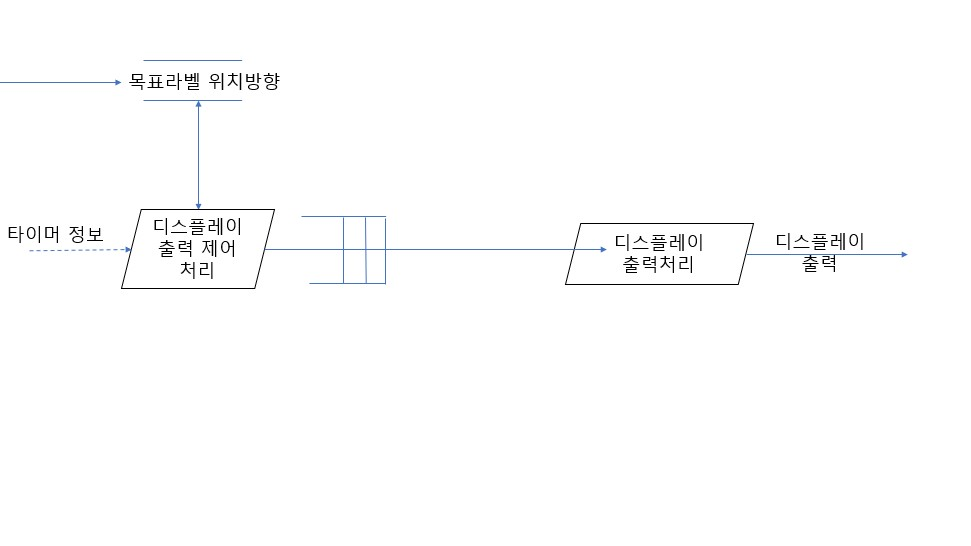 목표라벨 위치방향
타이머 정보
디스플레이
출력 제어
처리
디스플레이
출력처리
디스플레이
출력